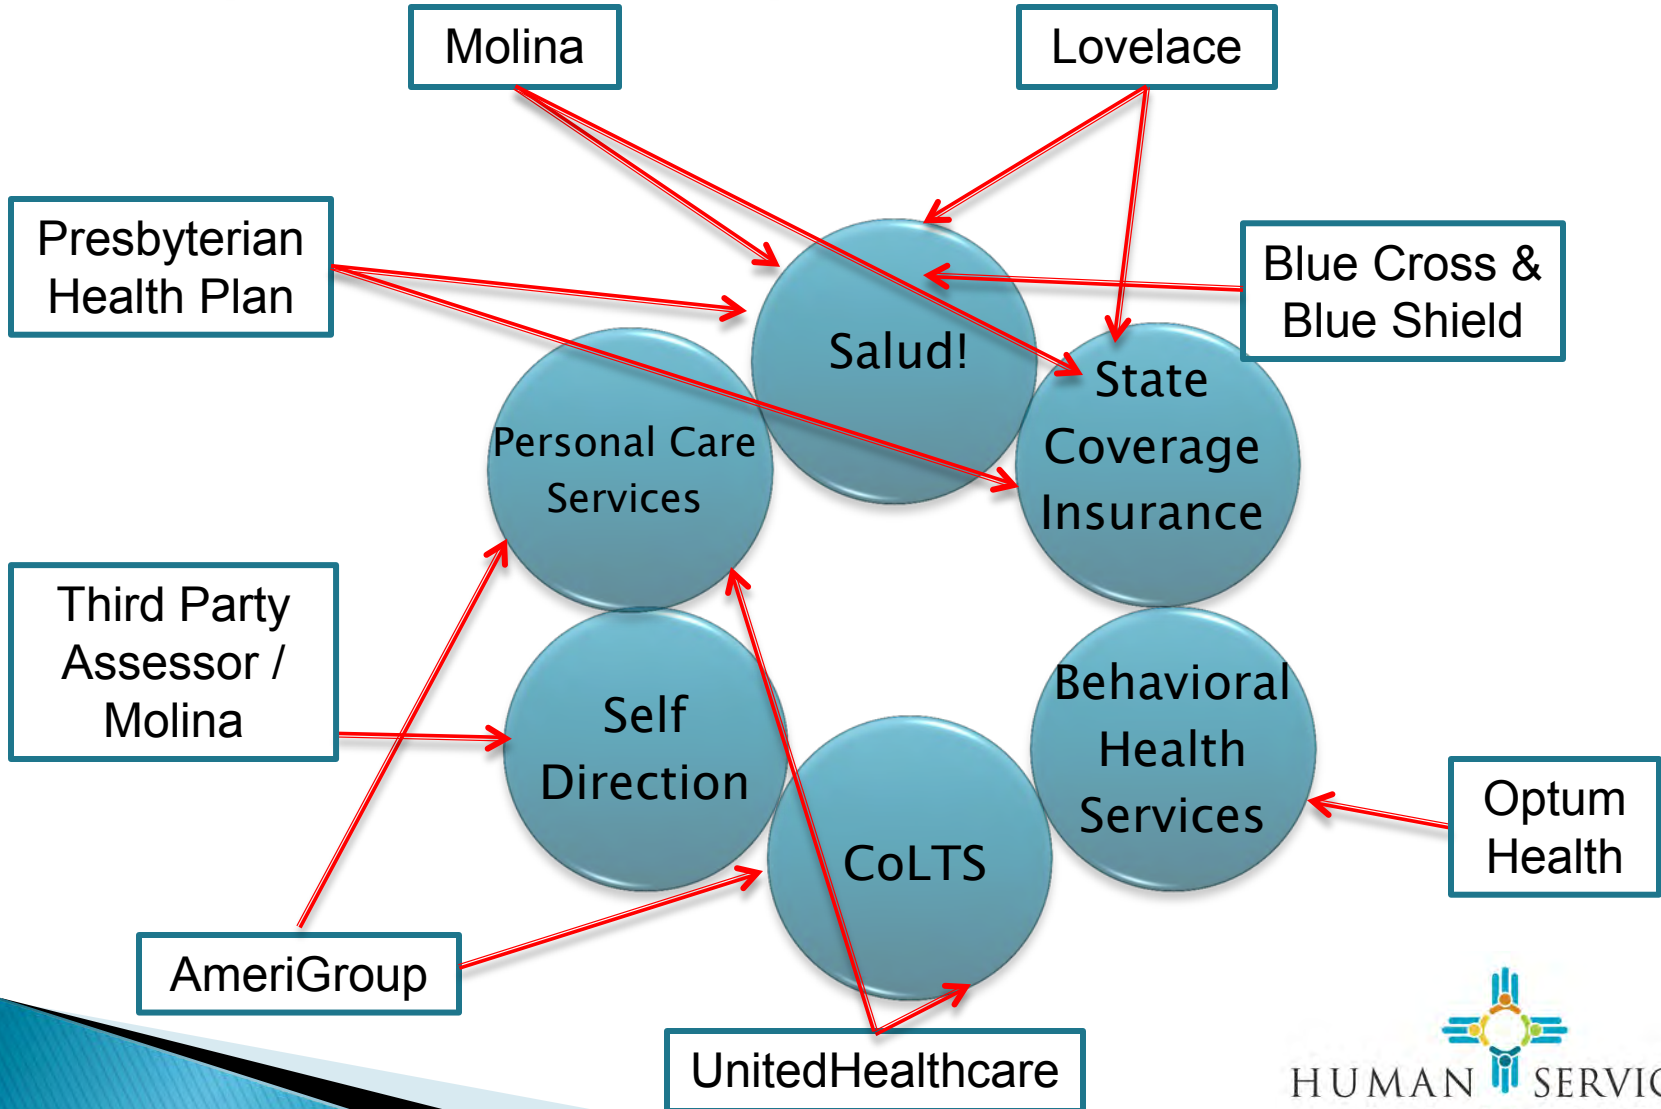 Molina
Lovelace
Presbyterian
Health Plan
Blue Cross &
Blue Shield
Salud!
State
Coverage
Insurance
Personal Care
Services
Third Party
Assessor /
Molina
Self
Direction
Behavioral
Health
Services
CoLTS
Optum
Health
AmeriGroup
UnitedHealthcare
HUMAN